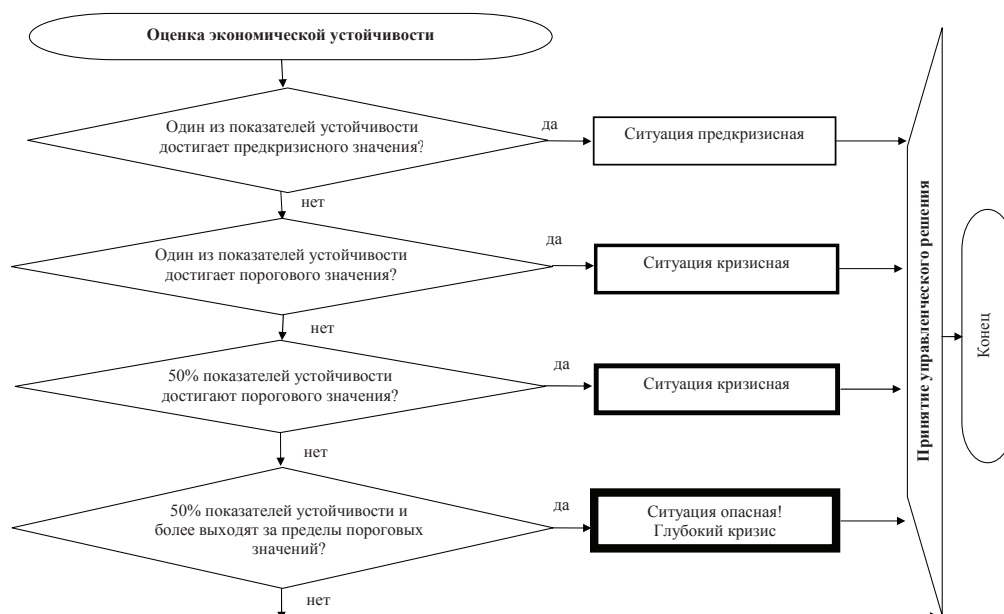 Оценка экономической устойчивости
Один из показателей устойчивости
достигает предкризисного значения?
да
Ситуация предкризисная
нет
Один из показателей устойчивости
достигает порогового значения?
да
Ситуация кризисная
нет
50% показателей устойчивости
достигают порогового значения?
да
Ситуация кризисная
нет
50% показателей устойчивости и
более выходят за пределы пороговых
значений?
да
Ситуация опасная!
Глубокий кризис
нет
Принятие управленческого решения
Конец